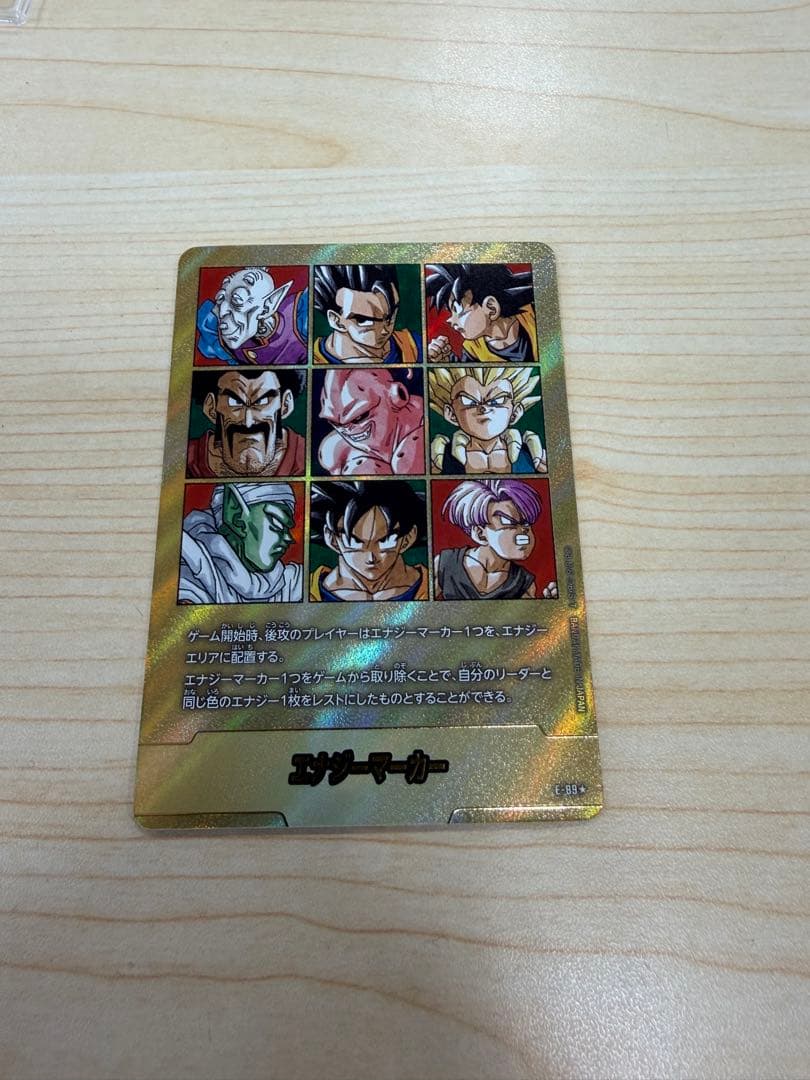 ゲーム開始時、後攻のプレイヤーはエナジーマーカー1つを、エナジー
エリアに配置する。
エナジーマーカー1つをゲームから取り除くことで、自分のリーダーと
同じ色のエナジー1枚をレストにしたものとすることができる。
エナジーマーカー
E-89★
JAPAN